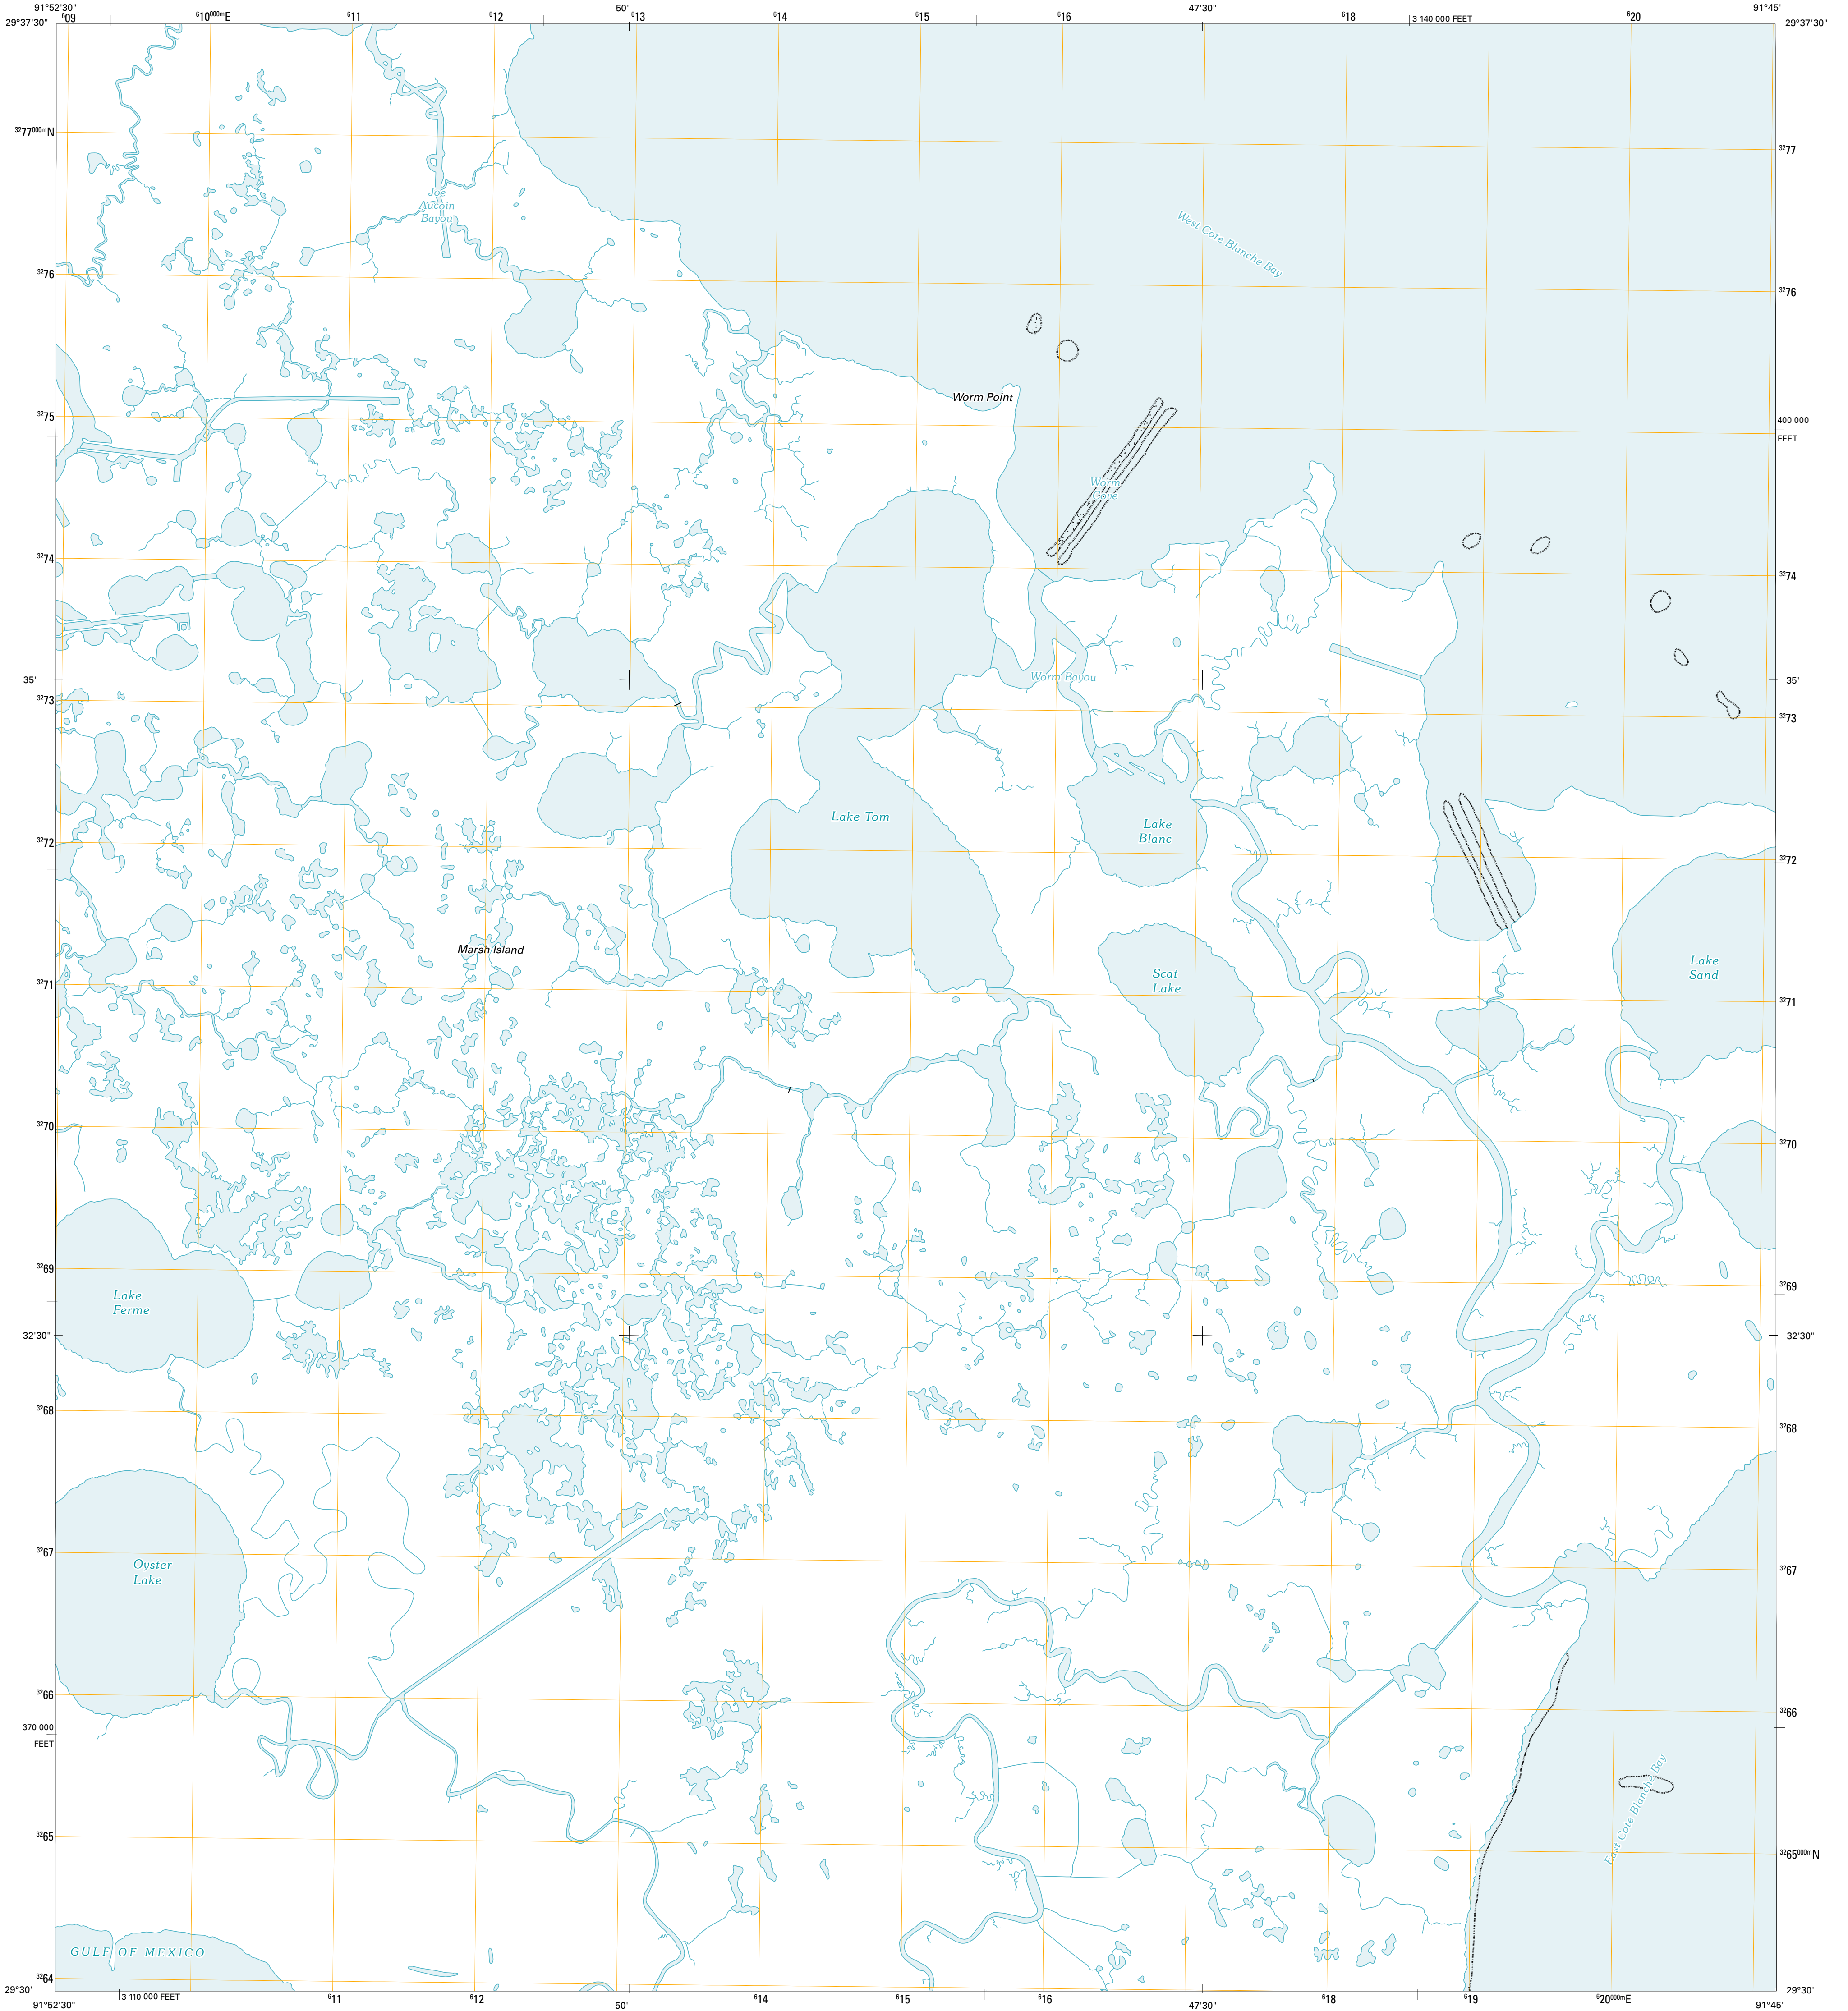 91°52'30"
609
610000mE
611
612
50'
613
614
615
616
47'30"
618
3 140 000 FEET
620
91°45'
29°37'30"
29°37'30"
3277000mN
3277
Joe
Aucoin
Bayou
West Cote Blanche Bay
3276
3276
Worm Point
3275
400 000
FEET
Worm
Cove
3274
3274
35'
Worm Bayou
35'
3273
3273
Lake Tom
Lake
Blanc
3272
3272
Marsh Island
Scat
Lake
Lake
Sand
3271
3271
3270
3270
3269
3269
Lake
Ferme
32'30"
32'30"
3268
3268
Oyster
Lake
3267
3267
3266
3266
370 000
FEET
East Cote Blanche Bay
3265
3265000mN
GULF OF MEXICO
3264
29°30'
29°30'
91°52'30"
3 110 000 FEET
611
612
50'
614
615
616
47'30"
618
619
620000mE
91°45'